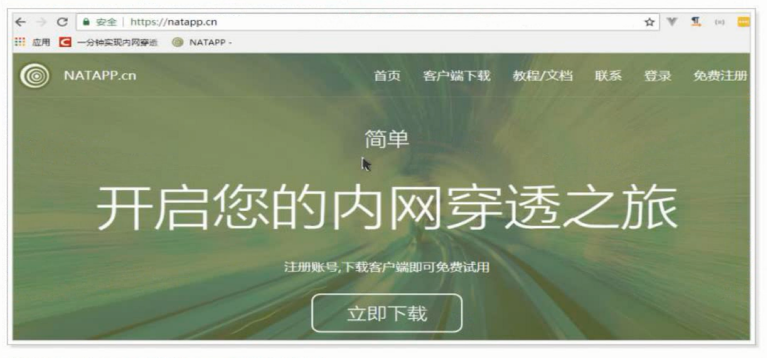 安全 | https://natapp.cn
应用 一分钟实现内网穿透 NATAPP -
NATAPP.cn 首页 客户端下载 教程/文档 联系 登录 免费注册
简单
开启您的内网穿透之旅
注册账号,下载客户端即可免费试用
立即下载